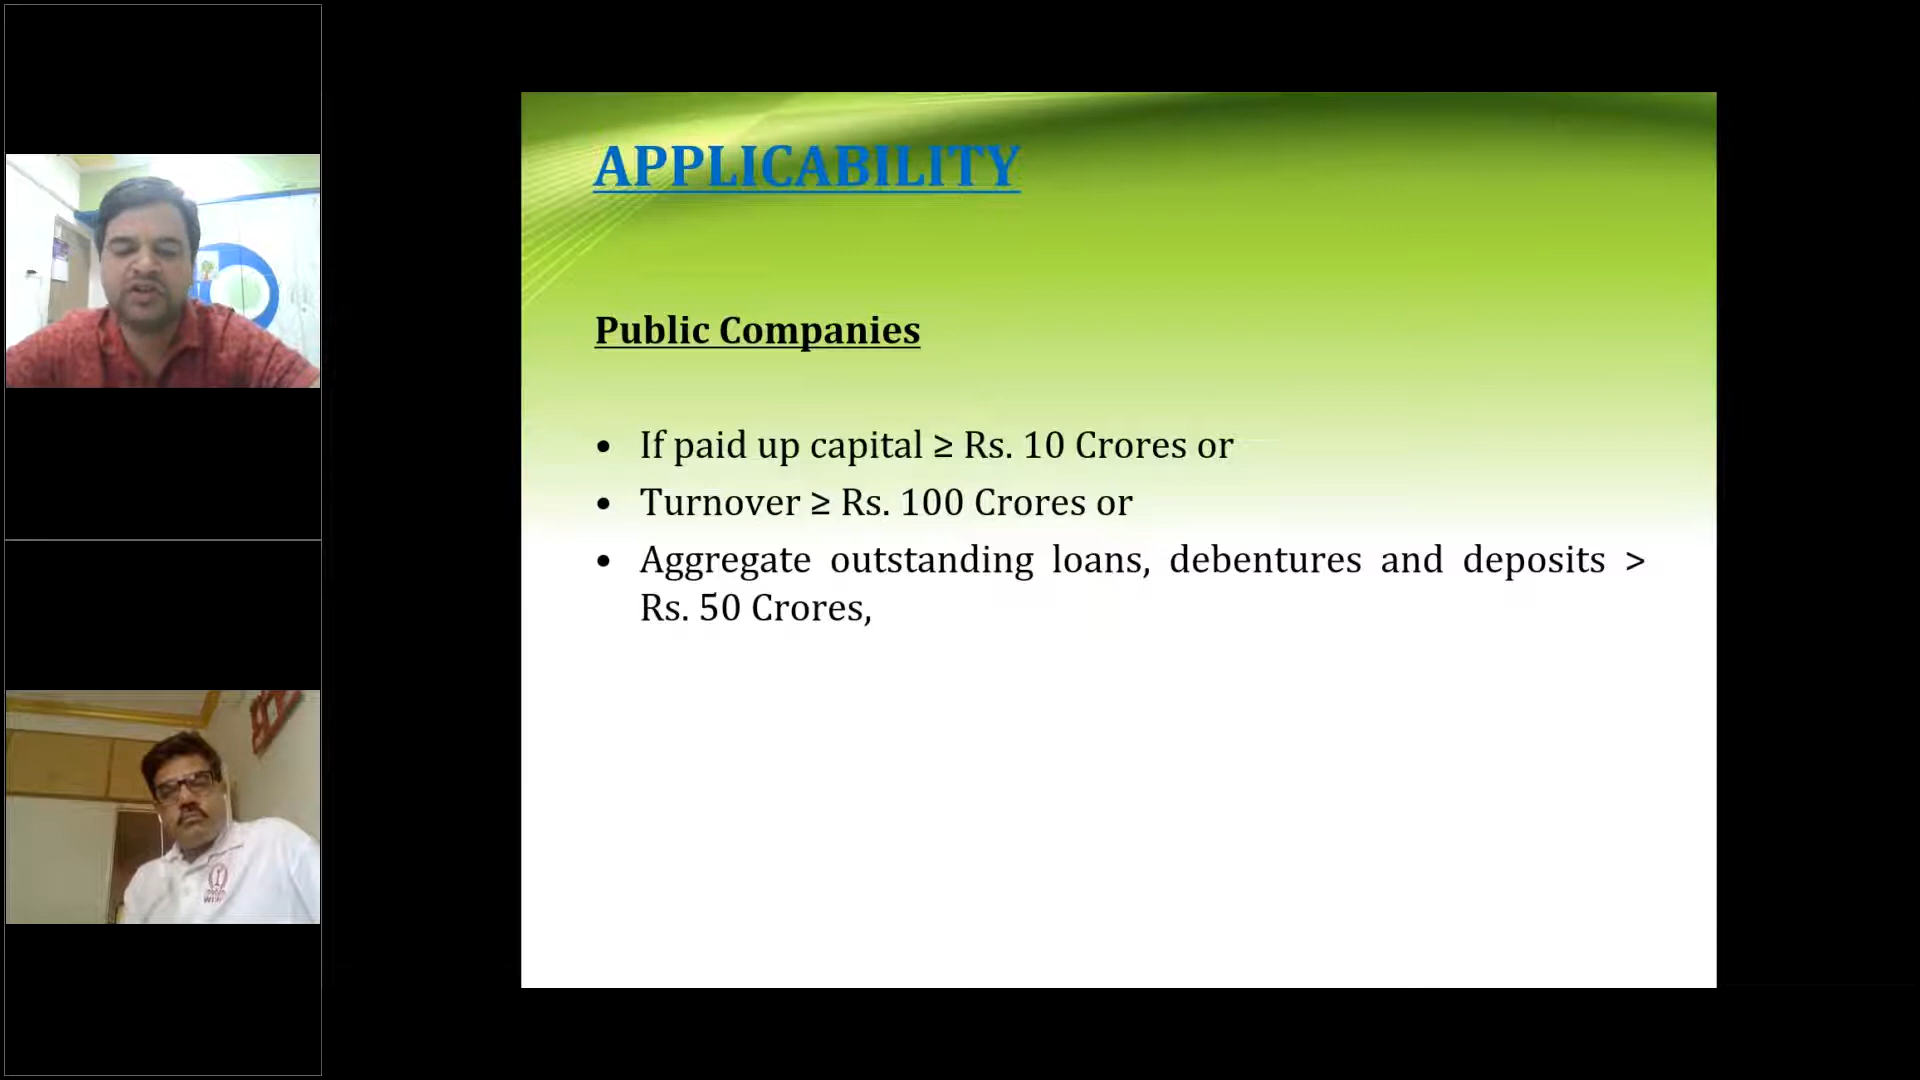 APPLICABILITY
Public Companies
• If paid up capital ≥ Rs. 10 Crores or
• Turnover ≥ Rs. 100 Crores or
• Aggregate outstanding loans, debentures and deposits >
Rs. 50 Crores,